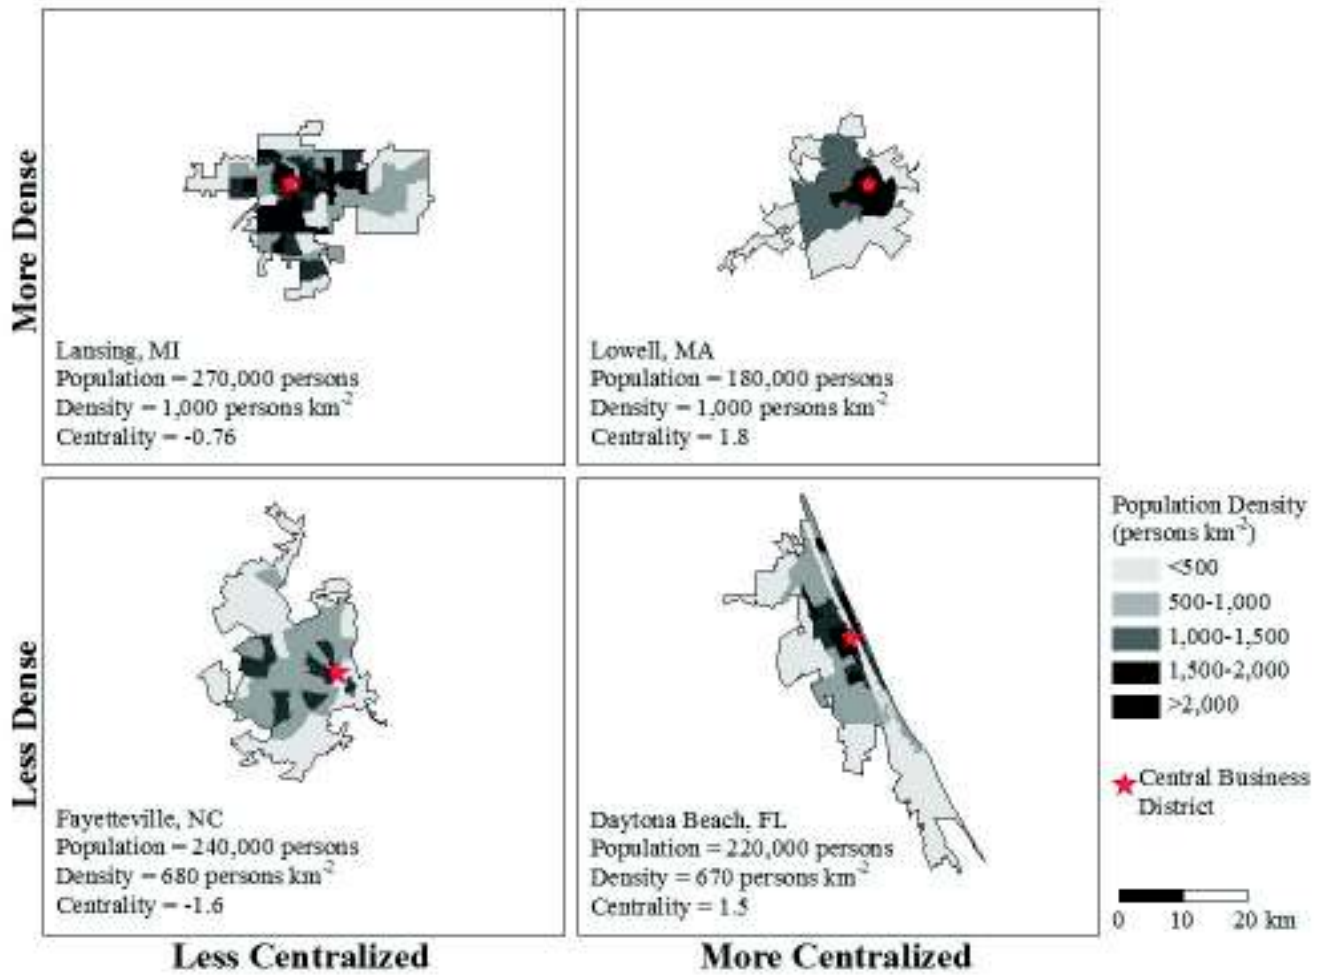 More Dense
Lansing, MI
Population = 270,000 persons
Density = 1,000 persons km⁻²
Centrality = -0.76
Lowell, MA
Population = 180,000 persons
Density = 1,000 persons km⁻²
Centrality = 1.8
Less Dense
Fayetteville, NC
Population = 240,000 persons
Density = 680 persons km⁻²
Centrality = -1.6
Daytona Beach, FL
Population = 220,000 persons
Density = 670 persons km⁻²
Centrality = 1.5
Population Density
(persons km⁻²)
<500
500-1,000
1,000-1,500
1,500-2,000
>2,000
Central Business
District
0 10 20 km
Less Centralized
More Centralized